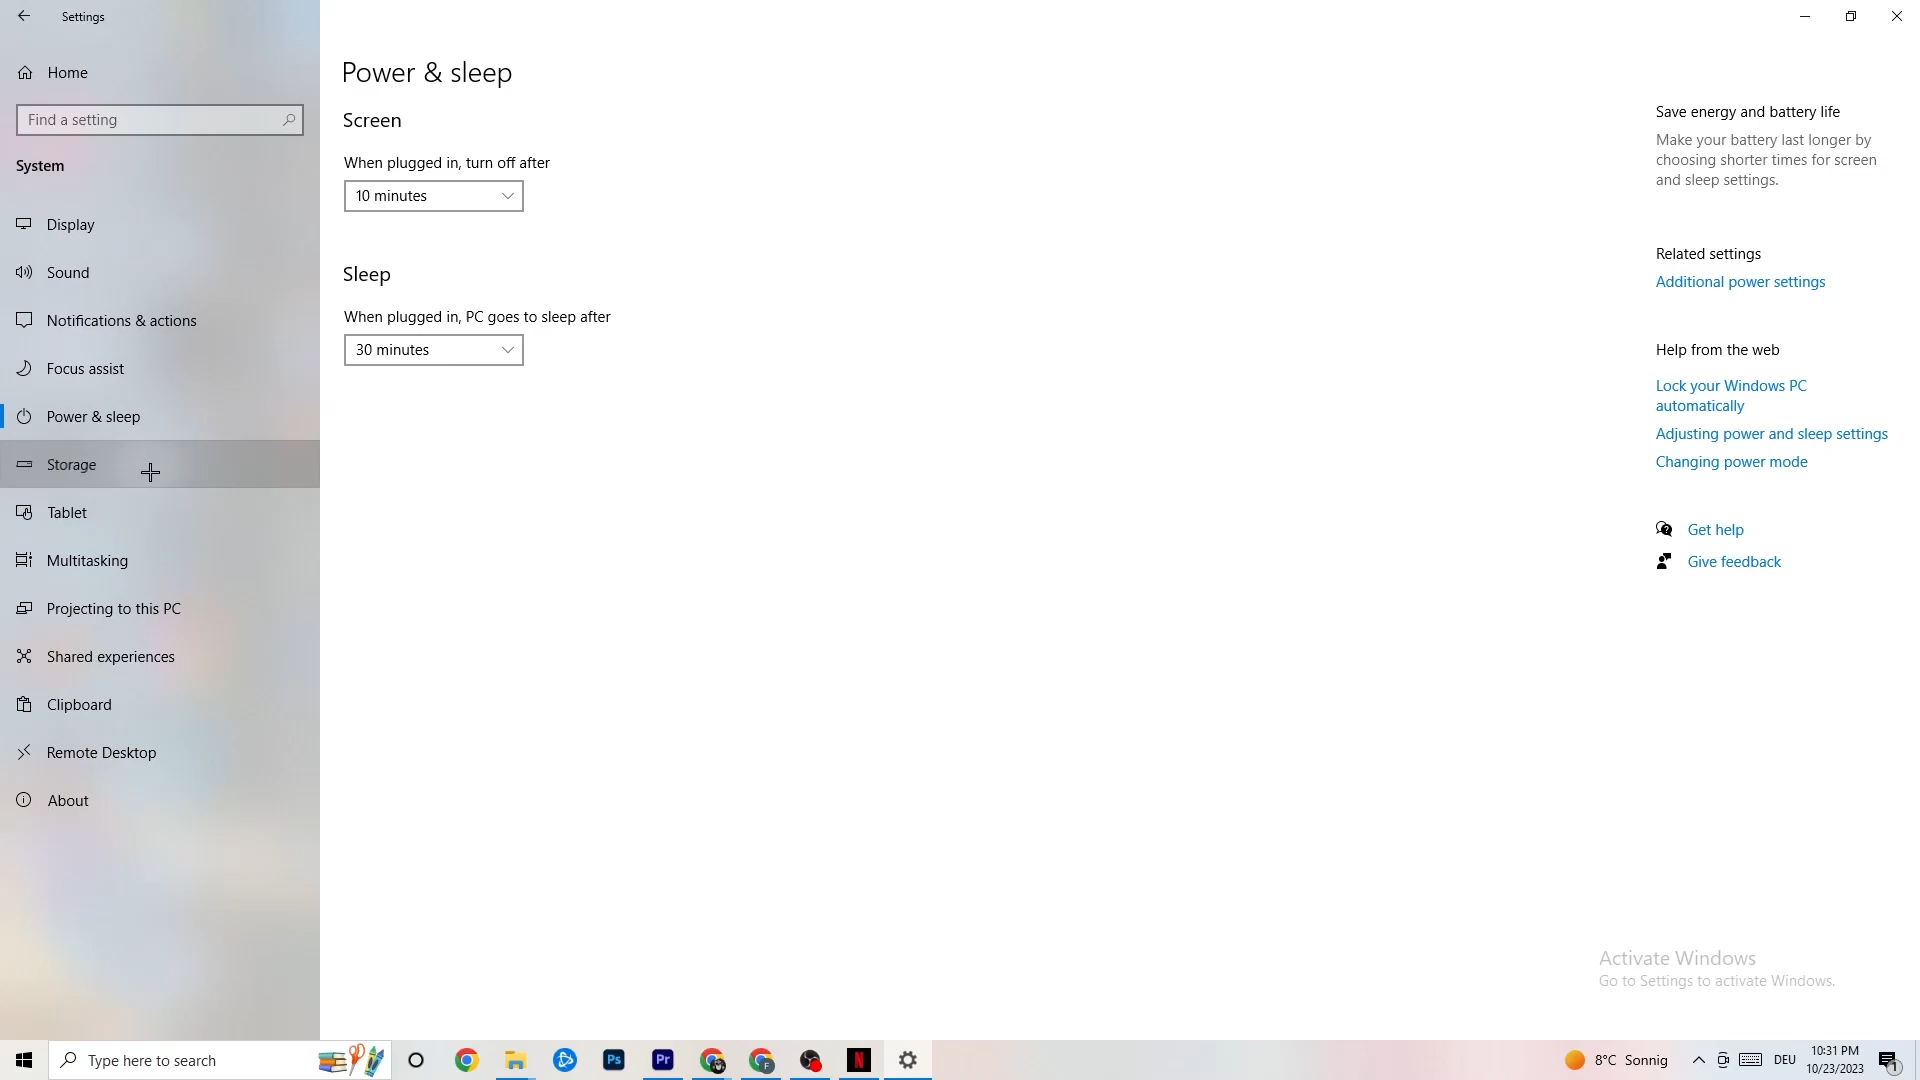 Settings
Home
Find a setting
System
Display
Sound
Notifications & actions
Focus assist
Power & sleep
Storage
Tablet
Multitasking
Projecting to this PC
Shared experiences
Clipboard
Remote Desktop
About
Power & sleep
Screen
When plugged in, turn off after
10 minutes
Sleep
When plugged in, PC goes to sleep after
30 minutes
Save energy and battery life
Make your battery last longer by
choosing shorter times for screen
and sleep settings.
Related settings
Additional power settings
Help from the web
Lock your Windows PC
automatically
Adjusting power and sleep settings
Changing power mode
Get help
Give feedback
Activate Windows
Go to Settings to activate Windows.
Type here to search
Ps
Pr
F
N
8°C Sonnig
DEU
10:31 PM
10/23/2023
1